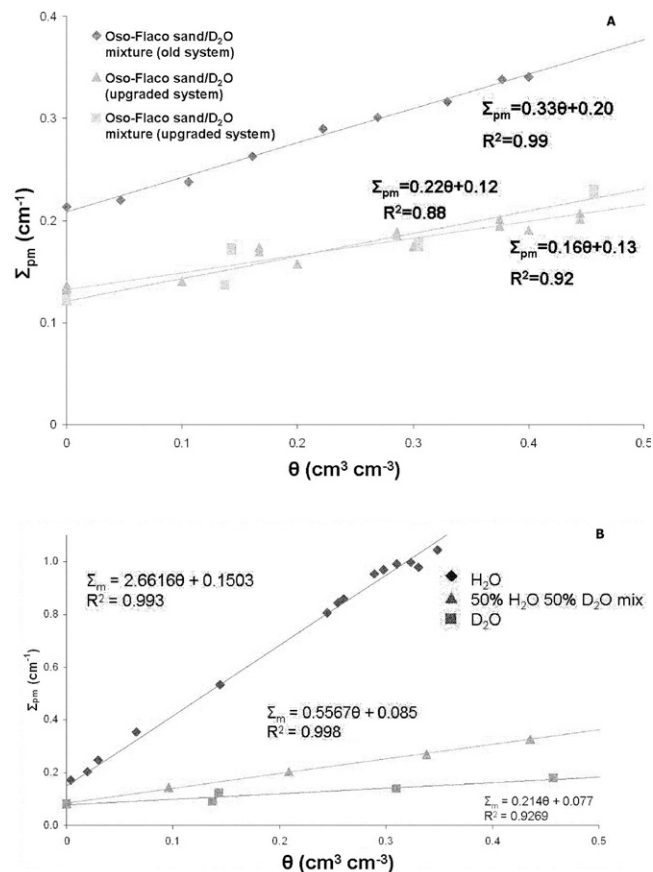 A
0.4
Oso-Flaco sand/D₂O
mixture (old system)
Oso-Flaco sand/D₂O
(upgraded system)
Oso-Flaco sand/D₂O
mixture (upgraded system)
Σpm=0.33θ+0.20
R²=0.99
0.3
Σpm=0.22θ+0.12
R²=0.88
0.2
Σpm=0.16θ+0.13
R²=0.92
0.1
0
Σpm (cm⁻¹)
0 0.1 0.2 0.3 0.4 0.5
θ (cm³ cm⁻³)
B
1.0
Σm = 2.6616θ + 0.1503
R² = 0.993
H₂O
50% H₂O 50% D₂O mix
D₂O
0.8
0.6
Σm = 0.5567θ + 0.085
R² = 0.998
0.4
0.2
Σm = 0.214θ + 0.077
R² = 0.9269
0.0
Σpm (cm⁻¹)
0 0.1 0.2 0.3 0.4 0.5
θ (cm³ cm⁻³)